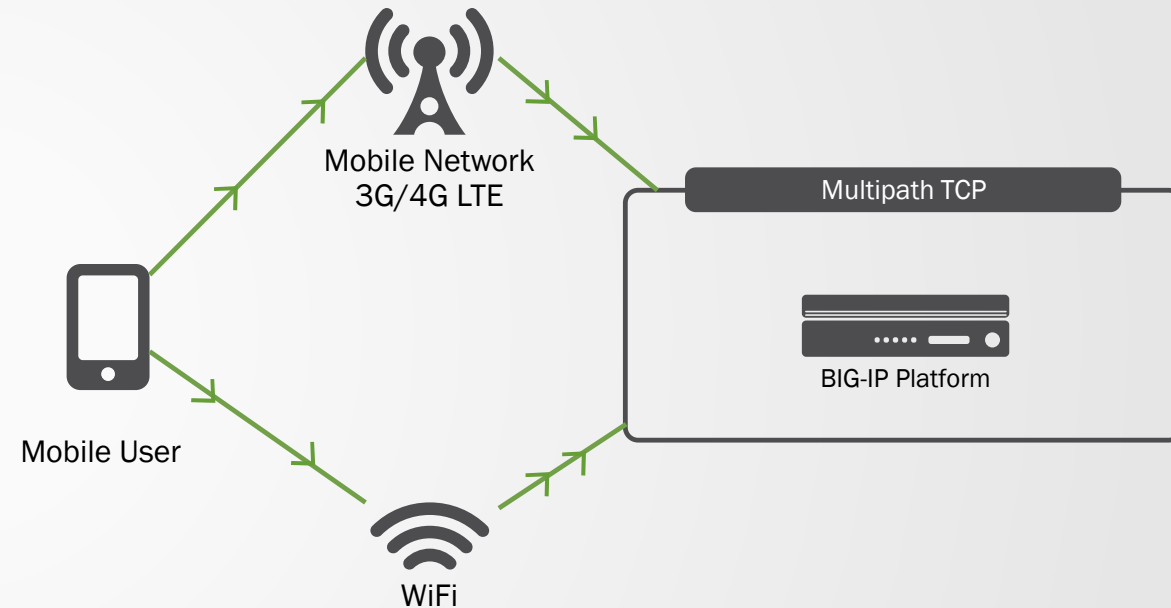 Mobile Network
3G/4G LTE
Multipath TCP
BIG-IP Platform
Mobile User
WiFi